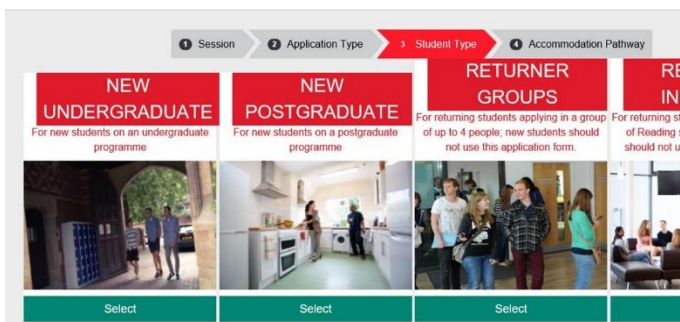 1 Session
2 Application Type
3 Student Type
4 Accommodation Pathway
NEW
UNDERGRADUATE
For new students on an undergraduate
programme
Select
NEW
POSTGRADUATE
For new students on a postgraduate
programme
Select
RETURNER
GROUPS
For returning students applying in a group
of up to 4 people; new students should
not use this application form.
Select
RE
IN
For returning st
of Reading s
should not u